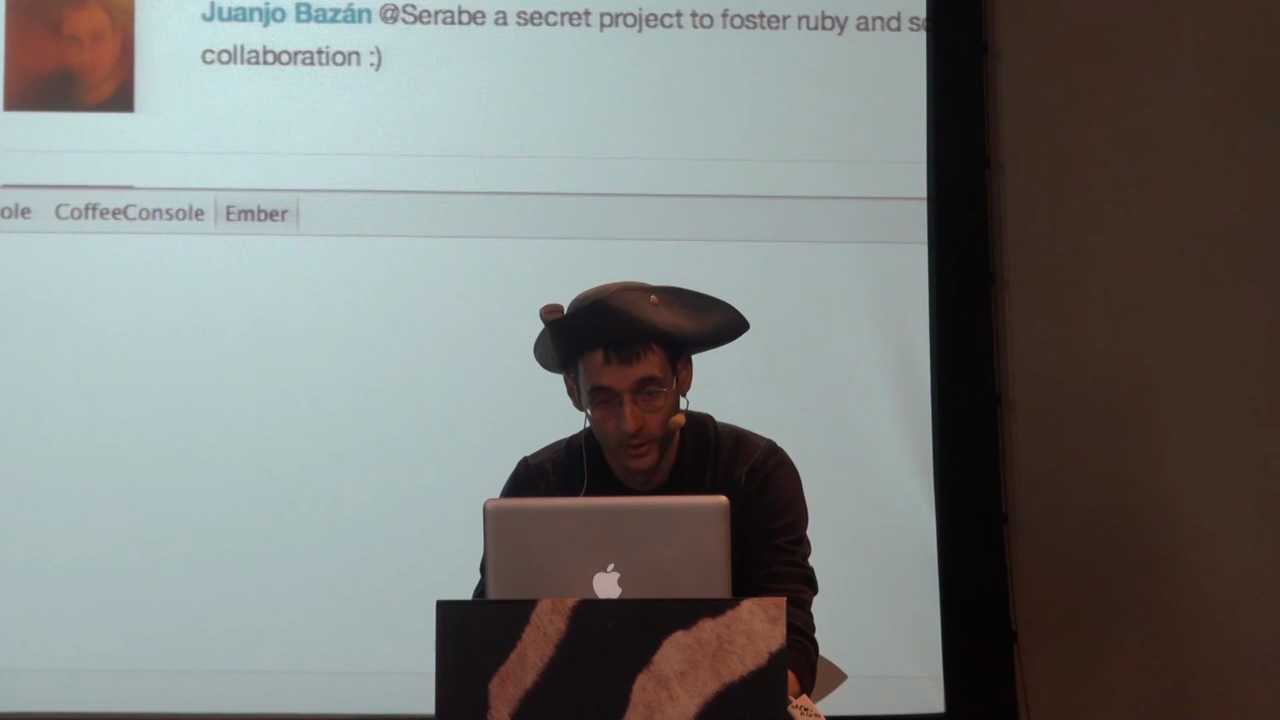 Juanjo Bazán @Serabe a secret project to foster ruby and
collaboration :)
ole CoffeeConsole Ember